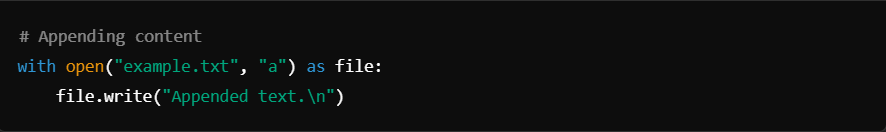 # Appending content
with open("example.txt", "a") as file:
    file.write("Appended text.\n")